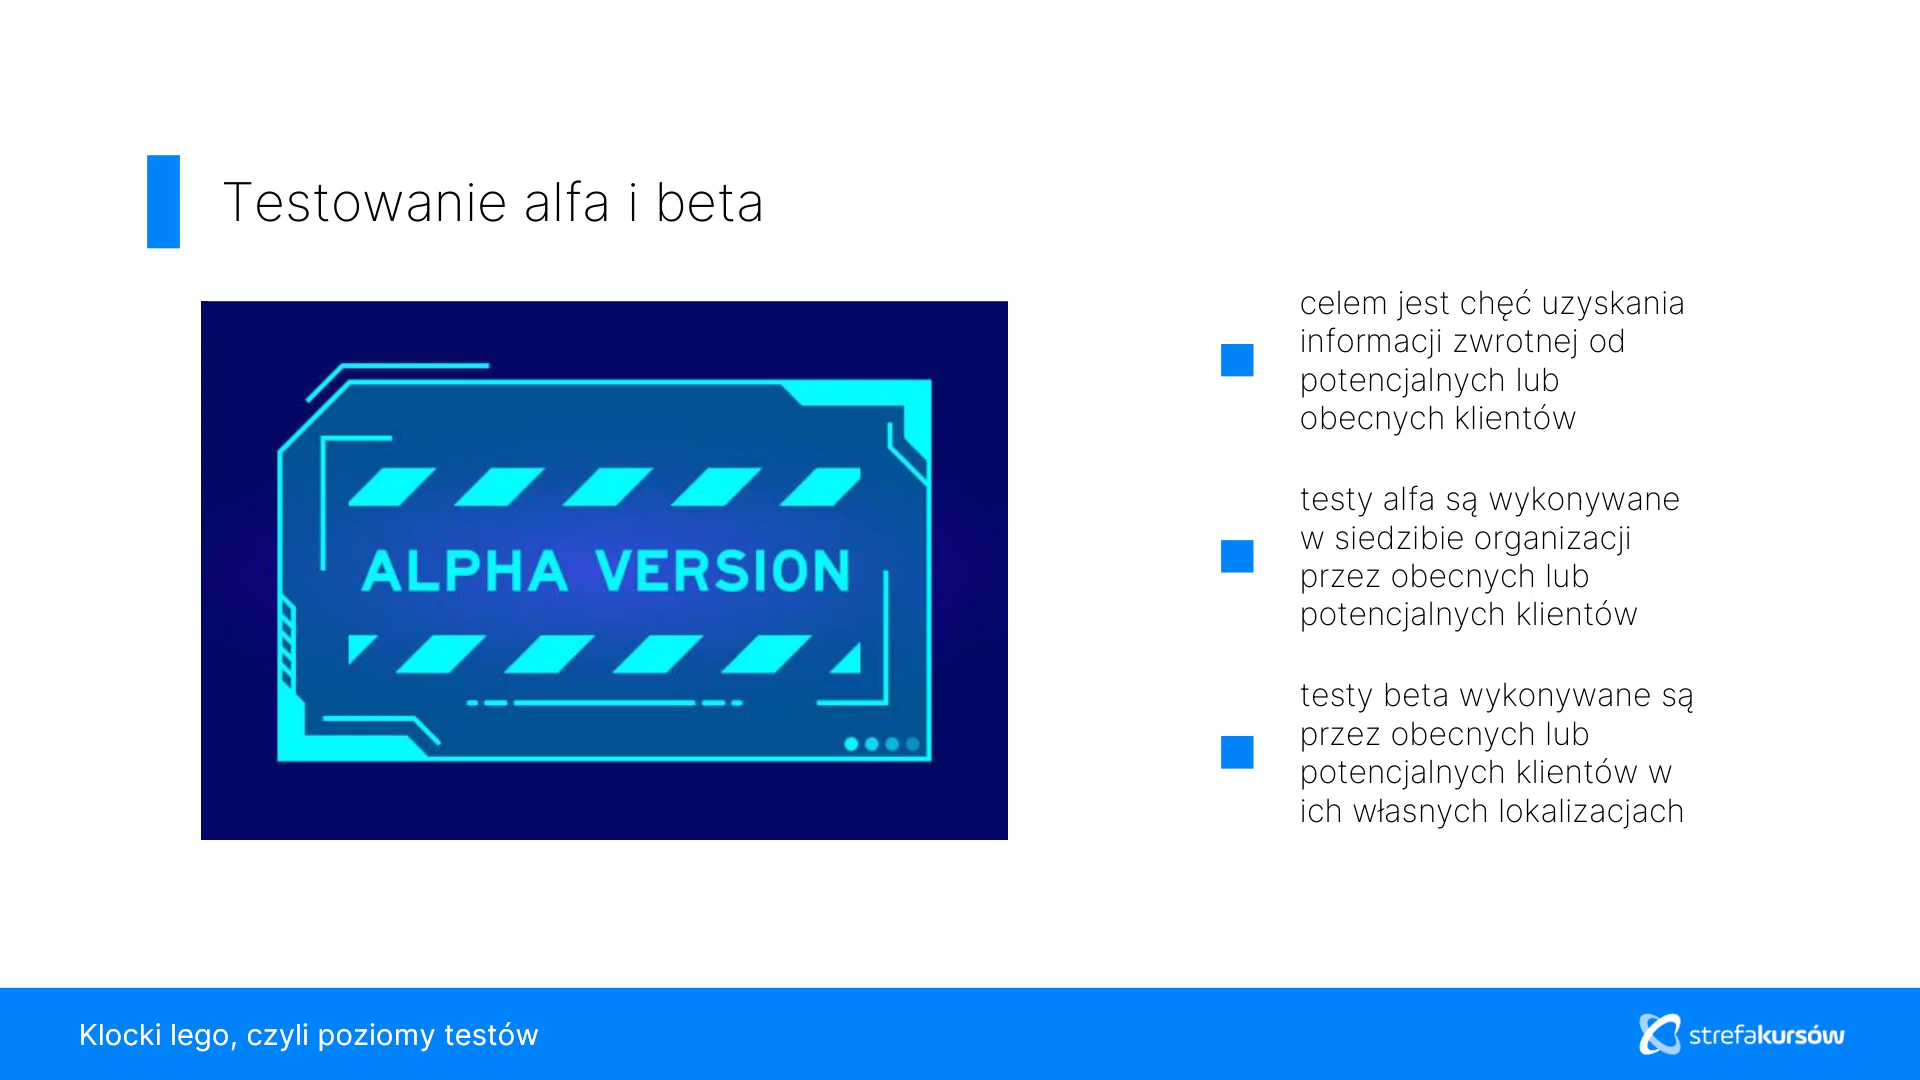 Testowanie alfa i beta
ALPHA VERSION
celem jest chęć uzyskania
informacji zwrotnej od
potencjalnych lub
obecnych klientów
testy alfa są wykonywane
w siedzibie organizacji
przez obecnych lub
potencjalnych klientów
testy beta wykonywane są
przez obecnych lub
potencjalnych klientów w
ich własnych lokalizacjach
Klocki lego, czyli poziomy testów
strefakursów